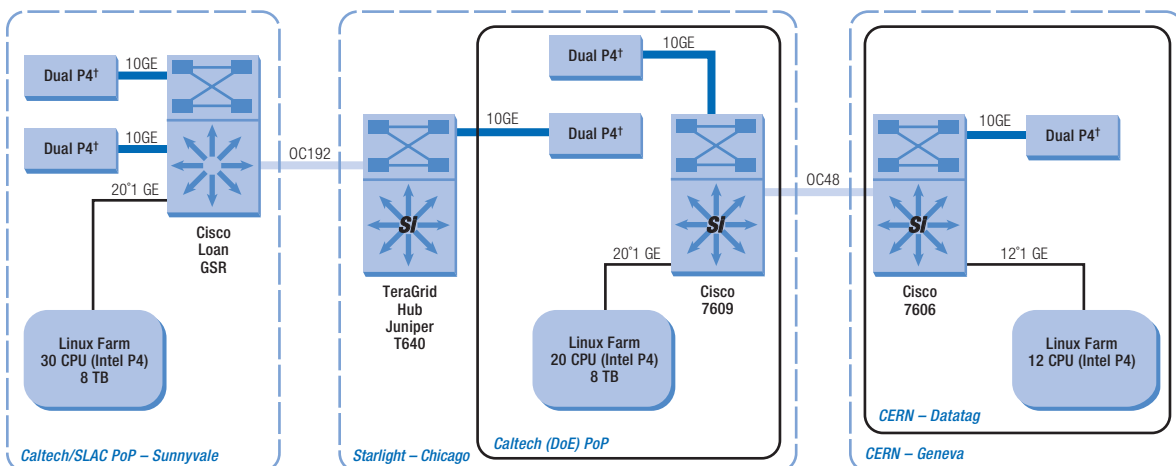 Dual P4†
10GE
Dual P4†
10GE
20*1 GE
Cisco
Loan
GSR
Linux Farm
30 CPU (Intel P4)
8 TB
Caltech/SLAC PoP – Sunnyvale
OC192
TeraGrid
Hub
Juniper
T640
Si
10GE
Dual P4†
10GE
Dual P4†
Si
Cisco
7609
20*1 GE
Linux Farm
20 CPU (Intel P4)
8 TB
Caltech (DoE) PoP
Starlight – Chicago
OC48
Si
10GE
Dual P4†
Cisco
7606
12*1 GE
Linux Farm
12 CPU (Intel P4)
CERN – Datatag
CERN – Geneva